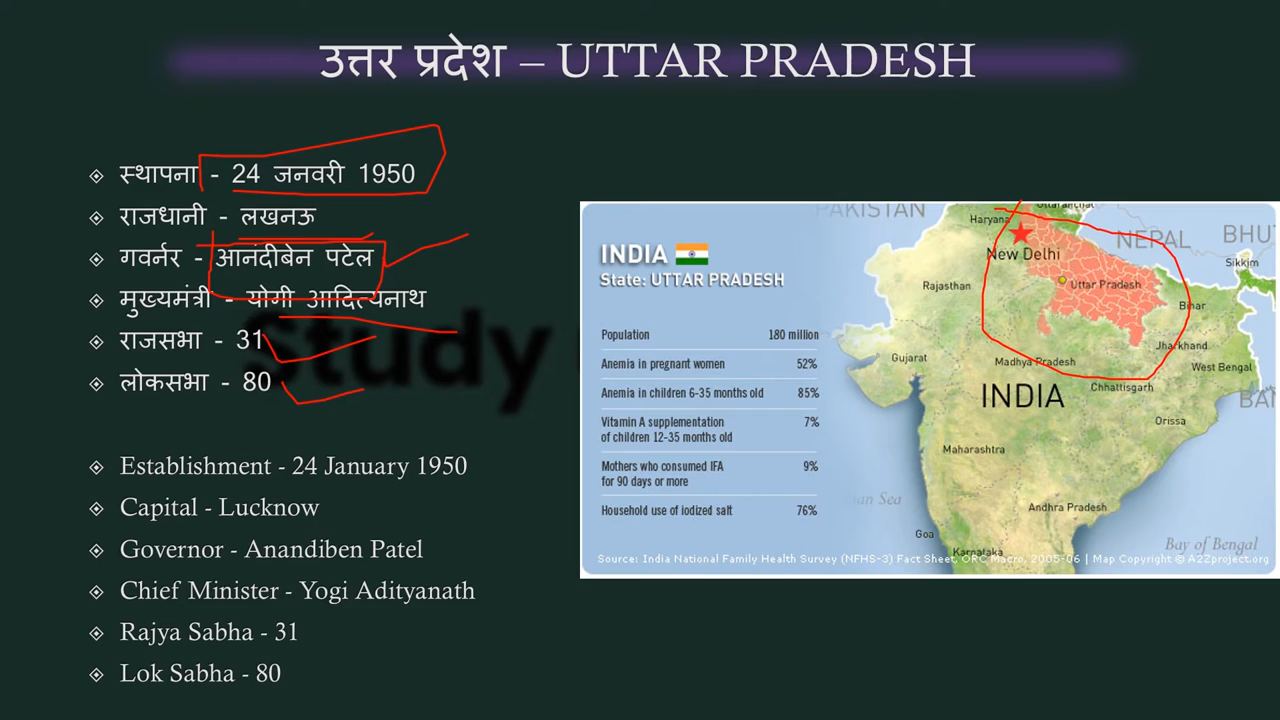 उत्तर प्रदेश – UTTAR PRADESH
स्थापना - 24 जनवरी 1950
राजधानी - लखनऊ
गवर्नर - आनंदीबेन पटेल
मुख्यमंत्री - योगी आदित्यनाथ
राजसभा - 31
लोकसभा - 80
Study
Establishment - 24 January 1950
Capital - Lucknow
Governor - Anandiben Patel
Chief Minister - Yogi Adityanath
Rajya Sabha - 31
Lok Sabha - 80
INDIA
State: UTTAR PRADESH
Population 180 million
Anemia in pregnant women 52%
Anemia in children 6-35 months old 85%
Vitamin A supplementation 7%
of children 12-35 months old
Mothers who consumed IFA 9%
for 90 days or more
Household use of iodized salt 76%
PAKISTAN
Uttaranchal
Haryana
NEPAL
BHU
New Delhi
Sikkim
Rajasthan
Uttar Pradesh
Bihar
Jharkhand
Gujarat
Madhya Pradesh
West Bengal
Chhattisgarh
INDIA
BAN
Orissa
Maharashtra
an Sea
Andhra Pradesh
Goa
Bay of Bengal
Karnataka
Source: India National Family Health Survey (NFHS-3) Fact Sheet, ORC Macro, 2005-06 | Map Copyright © A2Zproject.org